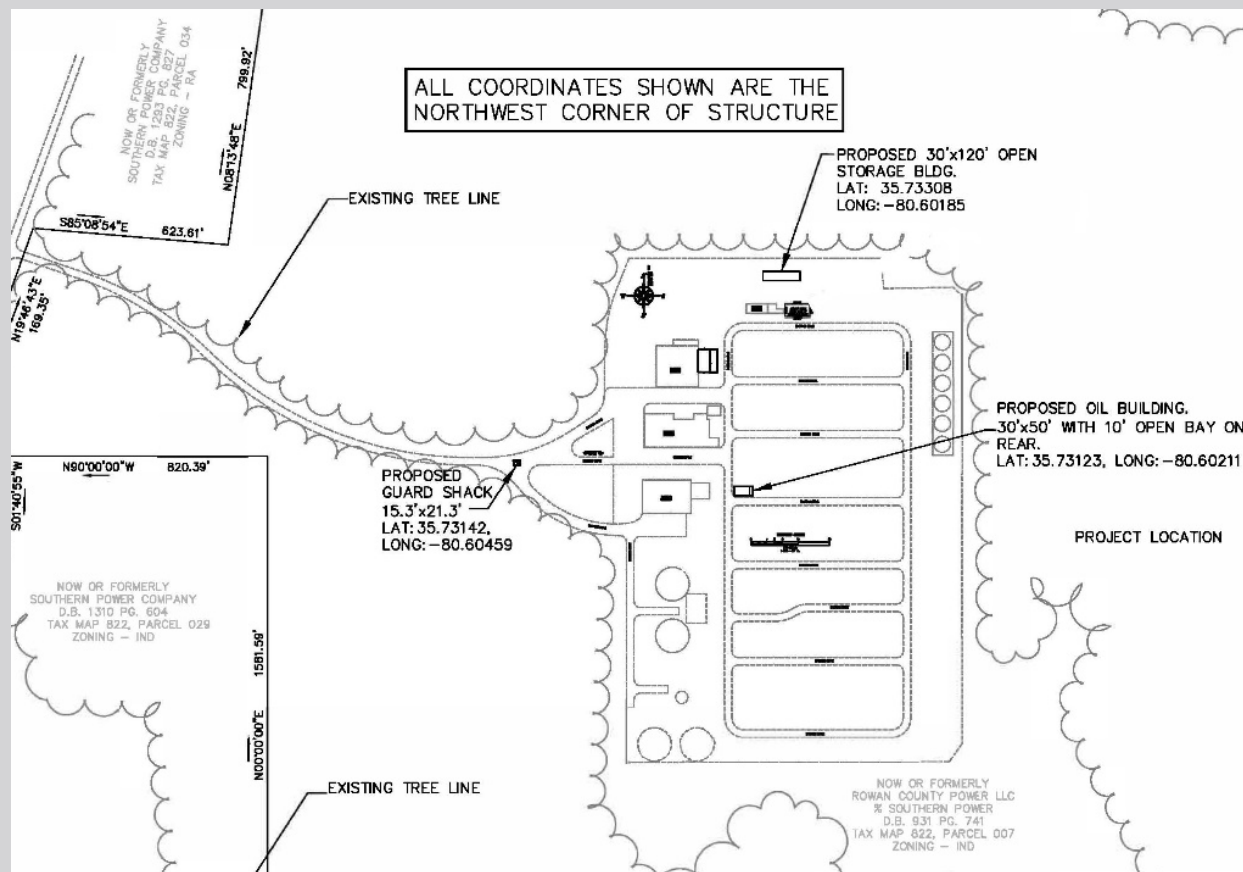 NOW OR FORMERLY
SOUTHERN POWER COMPANY
D.B. 1293 PG. 827
TAX MAP 822, PARCEL 034
ZONING - RA
799.92'
N08°13'48"E
S85°08'54"E 623.61'
N19°46'43"E
169.35'
ALL COORDINATES SHOWN ARE THE
NORTHWEST CORNER OF STRUCTURE
EXISTING TREE LINE
PROPOSED 30'x120' OPEN
STORAGE BLDG.
LAT: 35.73308
LONG: -80.60185
PROPOSED OIL BUILDING.
30'x50' WITH 10' OPEN BAY ON
REAR.
LAT: 35.73123, LONG: -80.60211
PROPOSED
GUARD SHACK
15.3'x21.3'
LAT: 35.73142,
LONG: -80.60459
PROJECT LOCATION
N90°00'00"W 820.39'
S01°40'55"W
NOW OR FORMERLY
SOUTHERN POWER COMPANY
D.B. 1310 PG. 604
TAX MAP 822, PARCEL 029
ZONING - IND
1581.59'
N00°00'00"E
EXISTING TREE LINE
NOW OR FORMERLY
ROWAN COUNTY POWER LLC
% SOUTHERN POWER
D.B. 931 PG. 741
TAX MAP 822, PARCEL 007
ZONING - IND